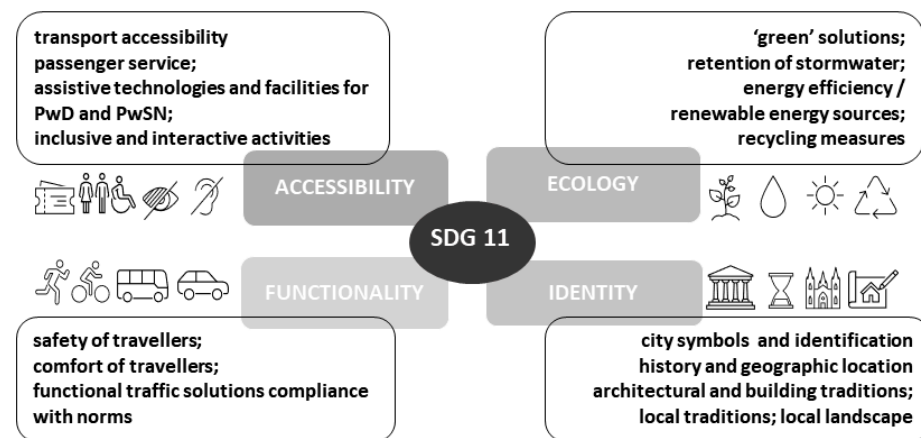 transport accessibility
passenger service;
assistive technologies and facilities for
PwD and PwSN;
inclusive and interactive activities
‘green’ solutions;
retention of stormwater;
energy efficiency /
renewable energy sources;
recycling measures
ACCESSIBILITY
ECOLOGY
SDG 11
FUNCTIONALITY
IDENTITY
safety of travellers;
comfort of travellers;
functional traffic solutions compliance
with norms
city symbols and identification
history and geographic location
architectural and building traditions;
local traditions; local landscape